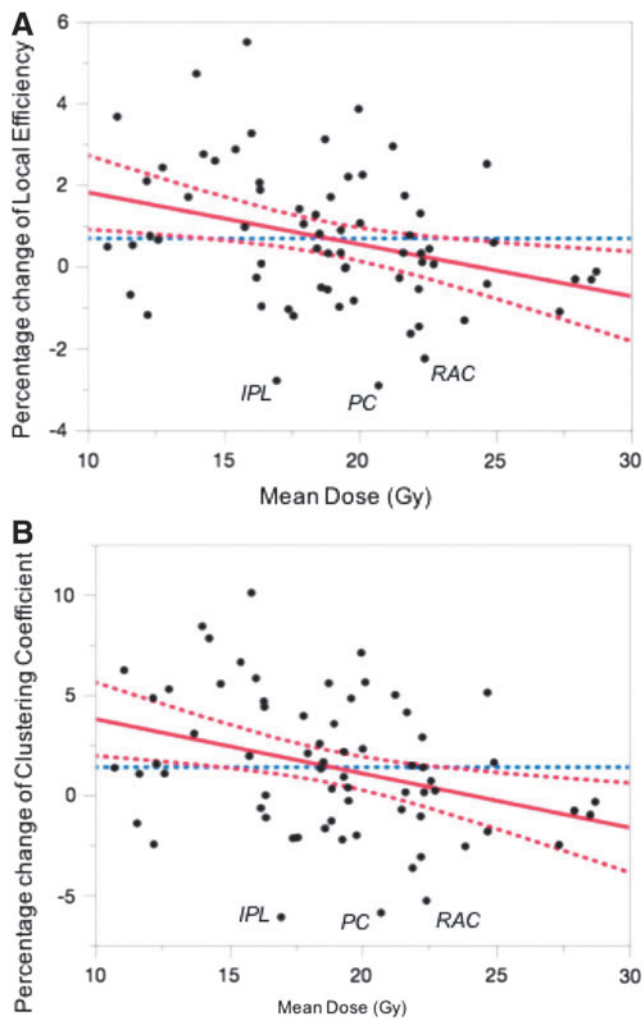 A
Percentage change of Local Efficiency
6
4
2
0
-2
-4
IPL
PC
RAC
10
15
20
25
30
Mean Dose (Gy)
B
Percentage change of Clustering Coefficient
10
5
0
-5
IPL
PC
RAC
10
15
20
25
30
Mean Dose (Gy)